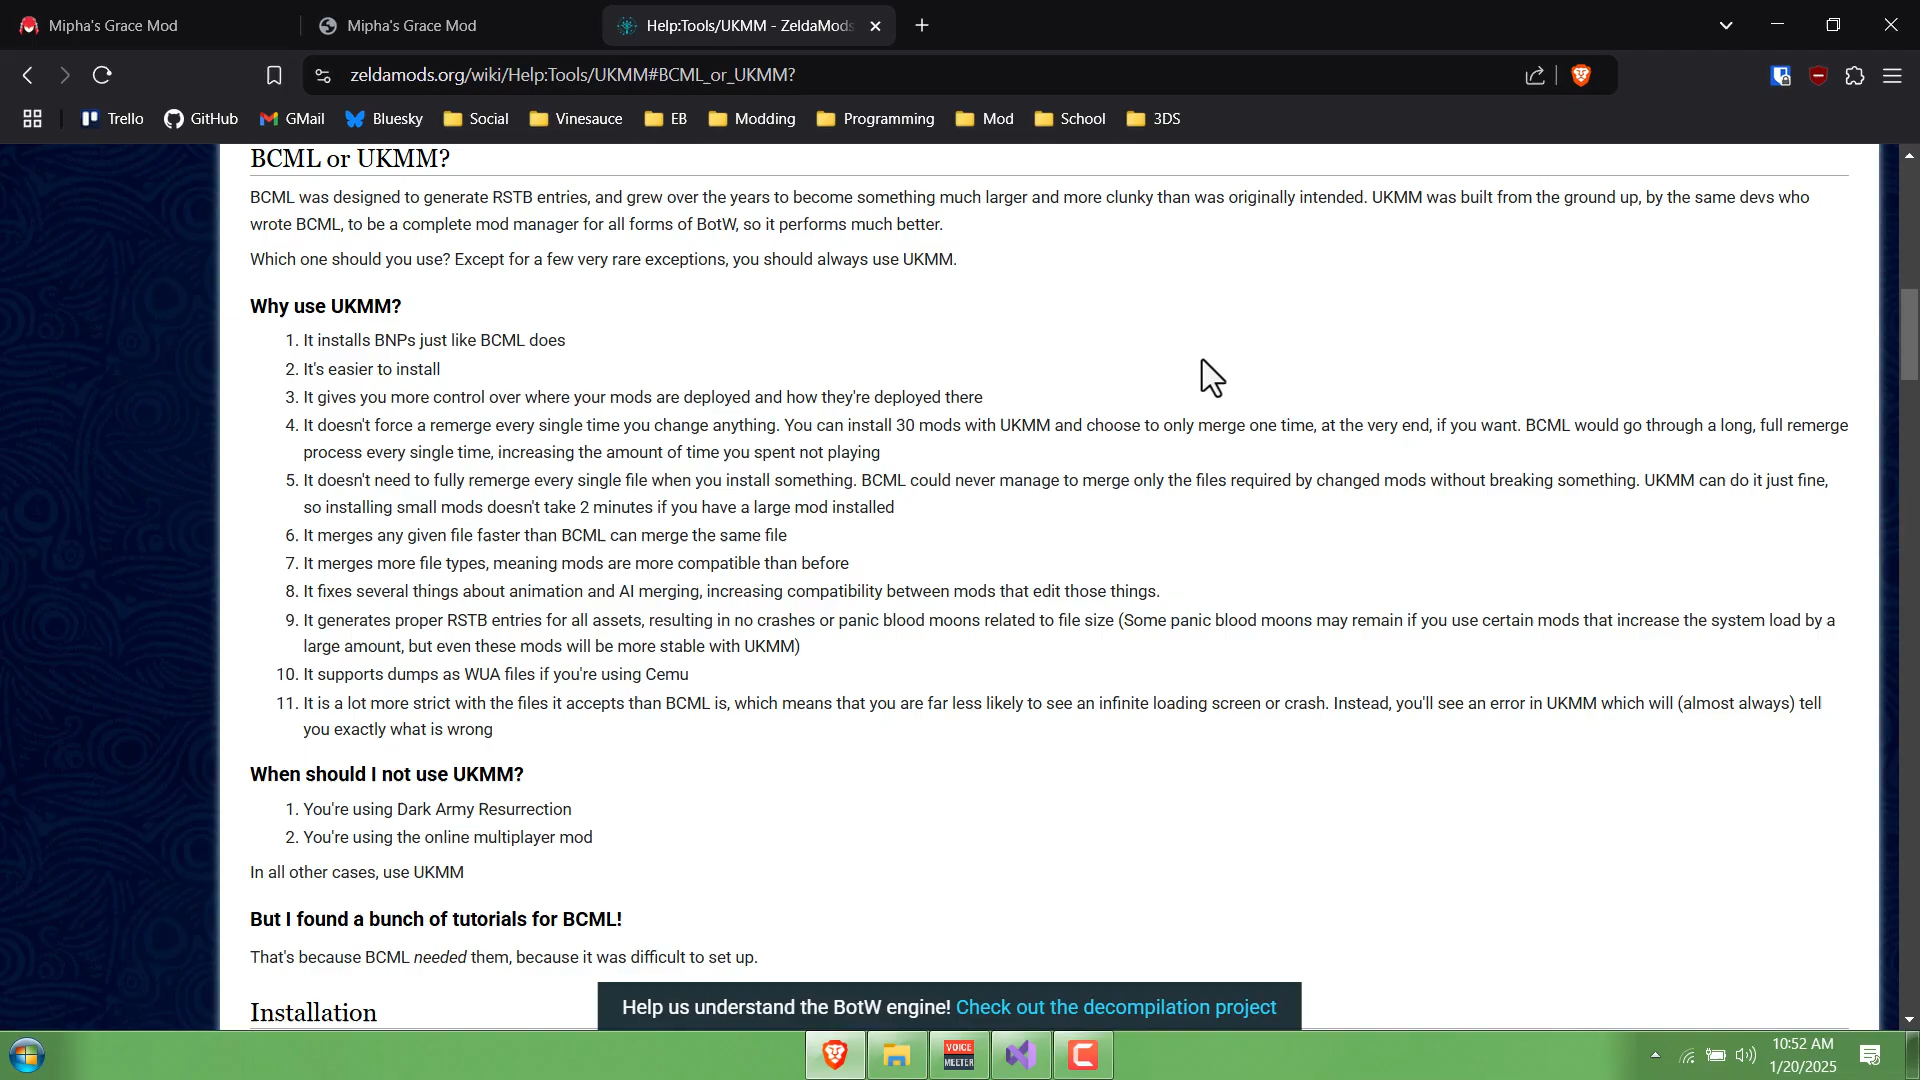 Mipha's Grace Mod
Mipha's Grace Mod
Help:Tools/UKMM - ZeldaMods
zeldamods.org/wiki/Help:Tools/UKMM#BCML_or_UKMM?
Trello
GitHub
GMail
Bluesky
Social
Vinesauce
EB
Modding
Programming
Mod
School
3DS
BCML or UKMM?
BCML was designed to generate RSTB entries, and grew over the years to become something much larger and more clunky than was originally intended. UKMM was built from the ground up, by the same devs who
wrote BCML, to be a complete mod manager for all forms of BotW, so it performs much better.
Which one should you use? Except for a few very rare exceptions, you should always use UKMM.
Why use UKMM?
1. It installs BNPs just like BCML does
2. It's easier to install
3. It gives you more control over where your mods are deployed and how they're deployed there
4. It doesn't force a remerge every single time you change anything. You can install 30 mods with UKMM and choose to only merge one time, at the very end, if you want. BCML would go through a long, full remerge
process every single time, increasing the amount of time you spent not playing
5. It doesn't need to fully remerge every single file when you install something. BCML could never manage to merge only the files required by changed mods without breaking something. UKMM can do it just fine,
so installing small mods doesn't take 2 minutes if you have a large mod installed
6. It merges any given file faster than BCML can merge the same file
7. It merges more file types, meaning mods are more compatible than before
8. It fixes several things about animation and AI merging, increasing compatibility between mods that edit those things.
9. It generates proper RSTB entries for all assets, resulting in no crashes or panic blood moons related to file size (Some panic blood moons may remain if you use certain mods that increase the system load by a
large amount, but even these mods will be more stable with UKMM)
10. It supports dumps as WUA files if you're using Cemu
11. It is a lot more strict with the files it accepts than BCML is, which means that you are far less likely to see an infinite loading screen or crash. Instead, you'll see an error in UKMM which will (almost always) tell
you exactly what is wrong
When should I not use UKMM?
1. You're using Dark Army Resurrection
2. You're using the online multiplayer mod
In all other cases, use UKMM
But I found a bunch of tutorials for BCML!
That's because BCML needed them, because it was difficult to set up.
Installation
Help us understand the BotW engine! Check out the decompilation project
VOICE
MEETER
10:52 AM
1/20/2025